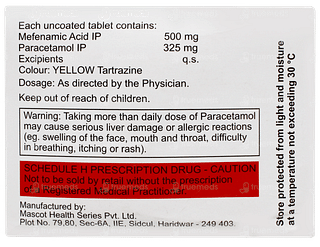 Each uncoated tablet contains:
Mefenamic Acid IP 500 mg
Paracetamol IP 325 mg
Excipients q.s.
Colour: YELLOW Tartrazine
Dosage: As directed by the Physician.
Keep out of reach of children.
Warning: Taking more than daily dose of Paracetamol
may cause serious liver damage or allergic reactions
(eg. swelling of the face, mouth and throat, difficulty
in breathing, itching or rash).
SCHEDULE H PRESCRIPTION DRUG - CAUTION
Not to be sold by retail without the prescription
of a Registered Medical Practitioner.
Manufactured by:
Mascot Health Series Pvt. Ltd.
Plot No. 79,80, Sec-6A, IIE, Sidcul, Haridwar - 249 403.
Store protected from light and moisture
at a temperature not exceeding 30 °C